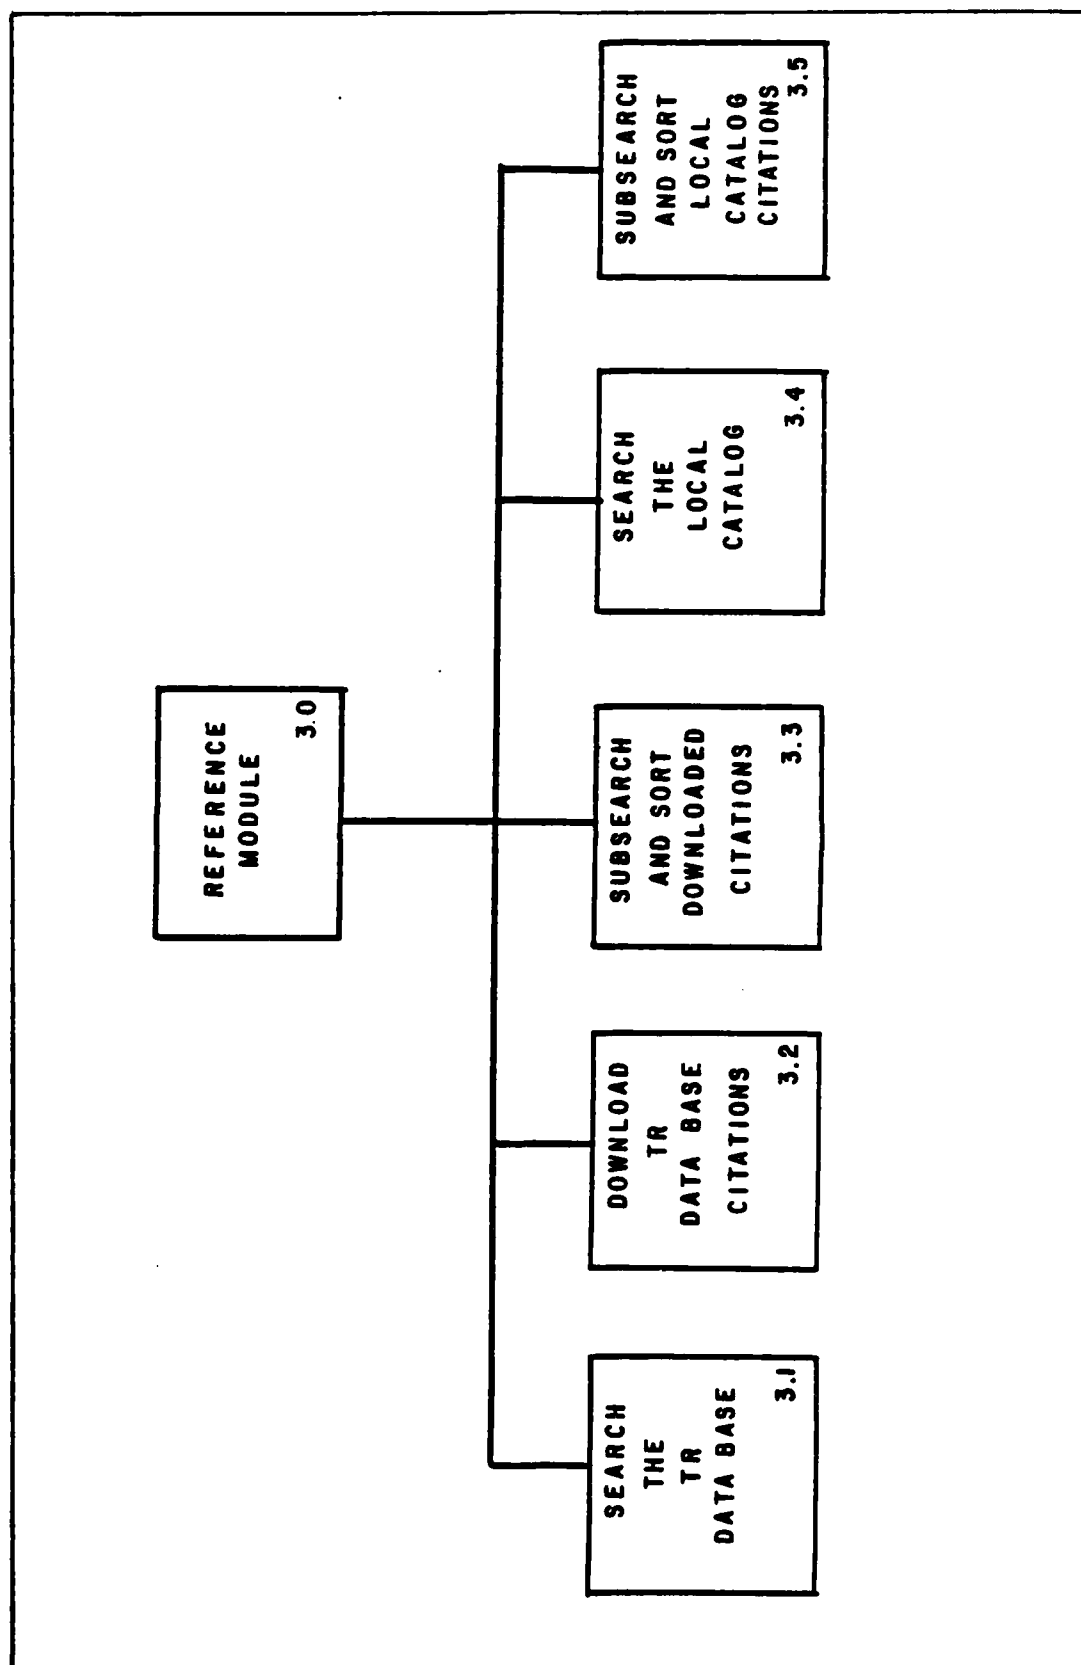 REFERENCE
MODULE
3.0
SEARCH
THE
TR
DATA BASE
3.1
DOWNLOAD
TR
DATA BASE
CITATIONS
3.2
SUBSEARCH
AND SORT
DOWNLOADED
CITATIONS
3.3
SEARCH
THE
LOCAL
CATALOG
3.4
SUBSEARCH
AND SORT
LOCAL
CATALOG
CITATIONS
3.5